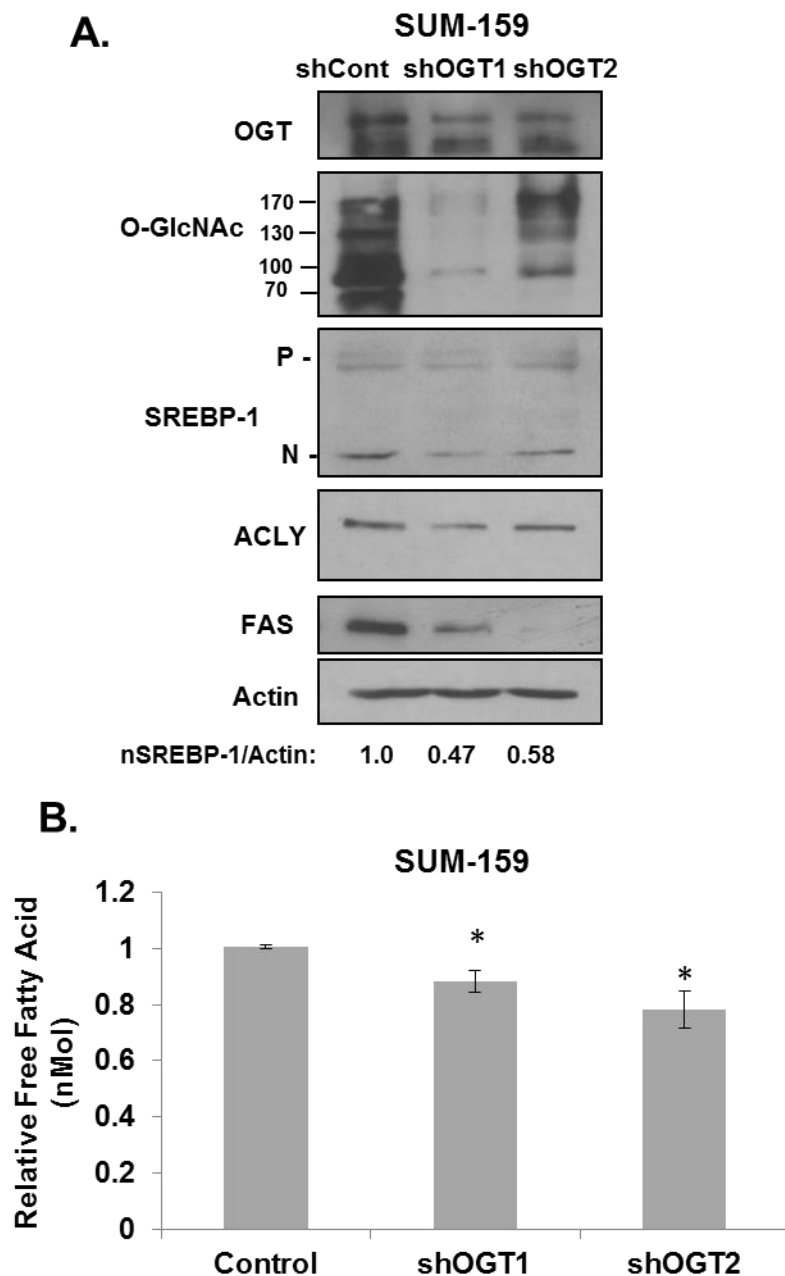 A.
SUM-159
shCont shOGT1 shOGT2
OGT
O-GlcNAc
170
130
100
70
P -
SREBP-1
N -
ACLY
FAS
Actin
nSREBP-1/Actin: 1.0 0.47 0.58
B.
SUM-159
Relative Free Fatty Acid
(nMol)
1.2
1
0.8
0.6
0.4
0.2
0
*
*
Control shOGT1 shOGT2